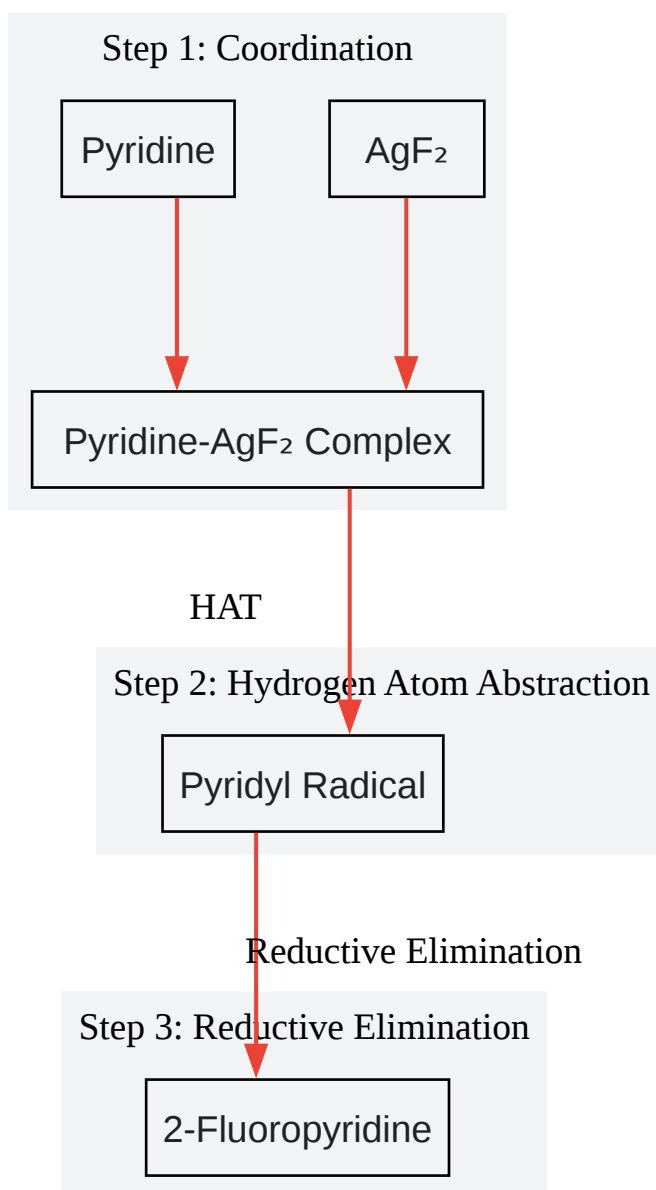 Step 1: Coordination
Pyridine
AgF₂
Pyridine-AgF₂ Complex
HAT
Step 2: Hydrogen Atom Abstraction
Pyridyl Radical
Reductive Elimination
Step 3: Reductive Elimination
2-Fluoropyridine